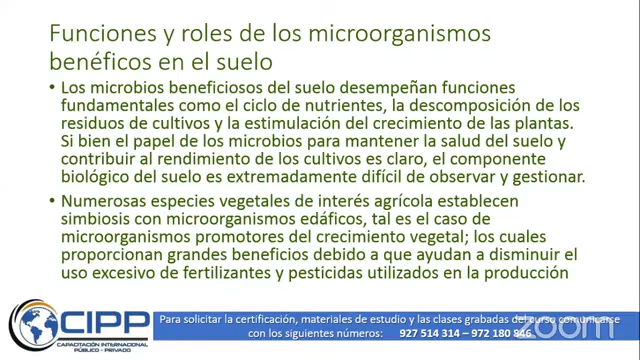 Funciones y roles de los microorganismos
benéficos en el suelo
• Los microbios beneficiosos del suelo desempeñan funciones
fundamentales como el ciclo de nutrientes, la descomposición de los
residuos de cultivos y la estimulación del crecimiento de las plantas.
Si bien el papel de los microbios para mantener la salud del suelo y
contribuir al rendimiento de los cultivos es claro, el componente
biológico del suelo es extremadamente difícil de observar y gestionar.
• Numerosas especies vegetales de interés agrícola establecen
simbiosis con microorganismos edáficos, tal es el caso de
microorganismos promotores del crecimiento vegetal; los cuales
proporcionan grandes beneficios debido a que ayudan a disminuir el
uso excesivo de fertilizantes y pesticidas utilizados en la producción
CIPP
CAPACITACIÓN INTERNACIONAL
PÚBLICO - PRIVADO
Para solicitar la certificación, materiales de estudio y las clases grabadas del curso comunicarse
con los siguientes números: 927 514 314 – 972 180 846
zoom